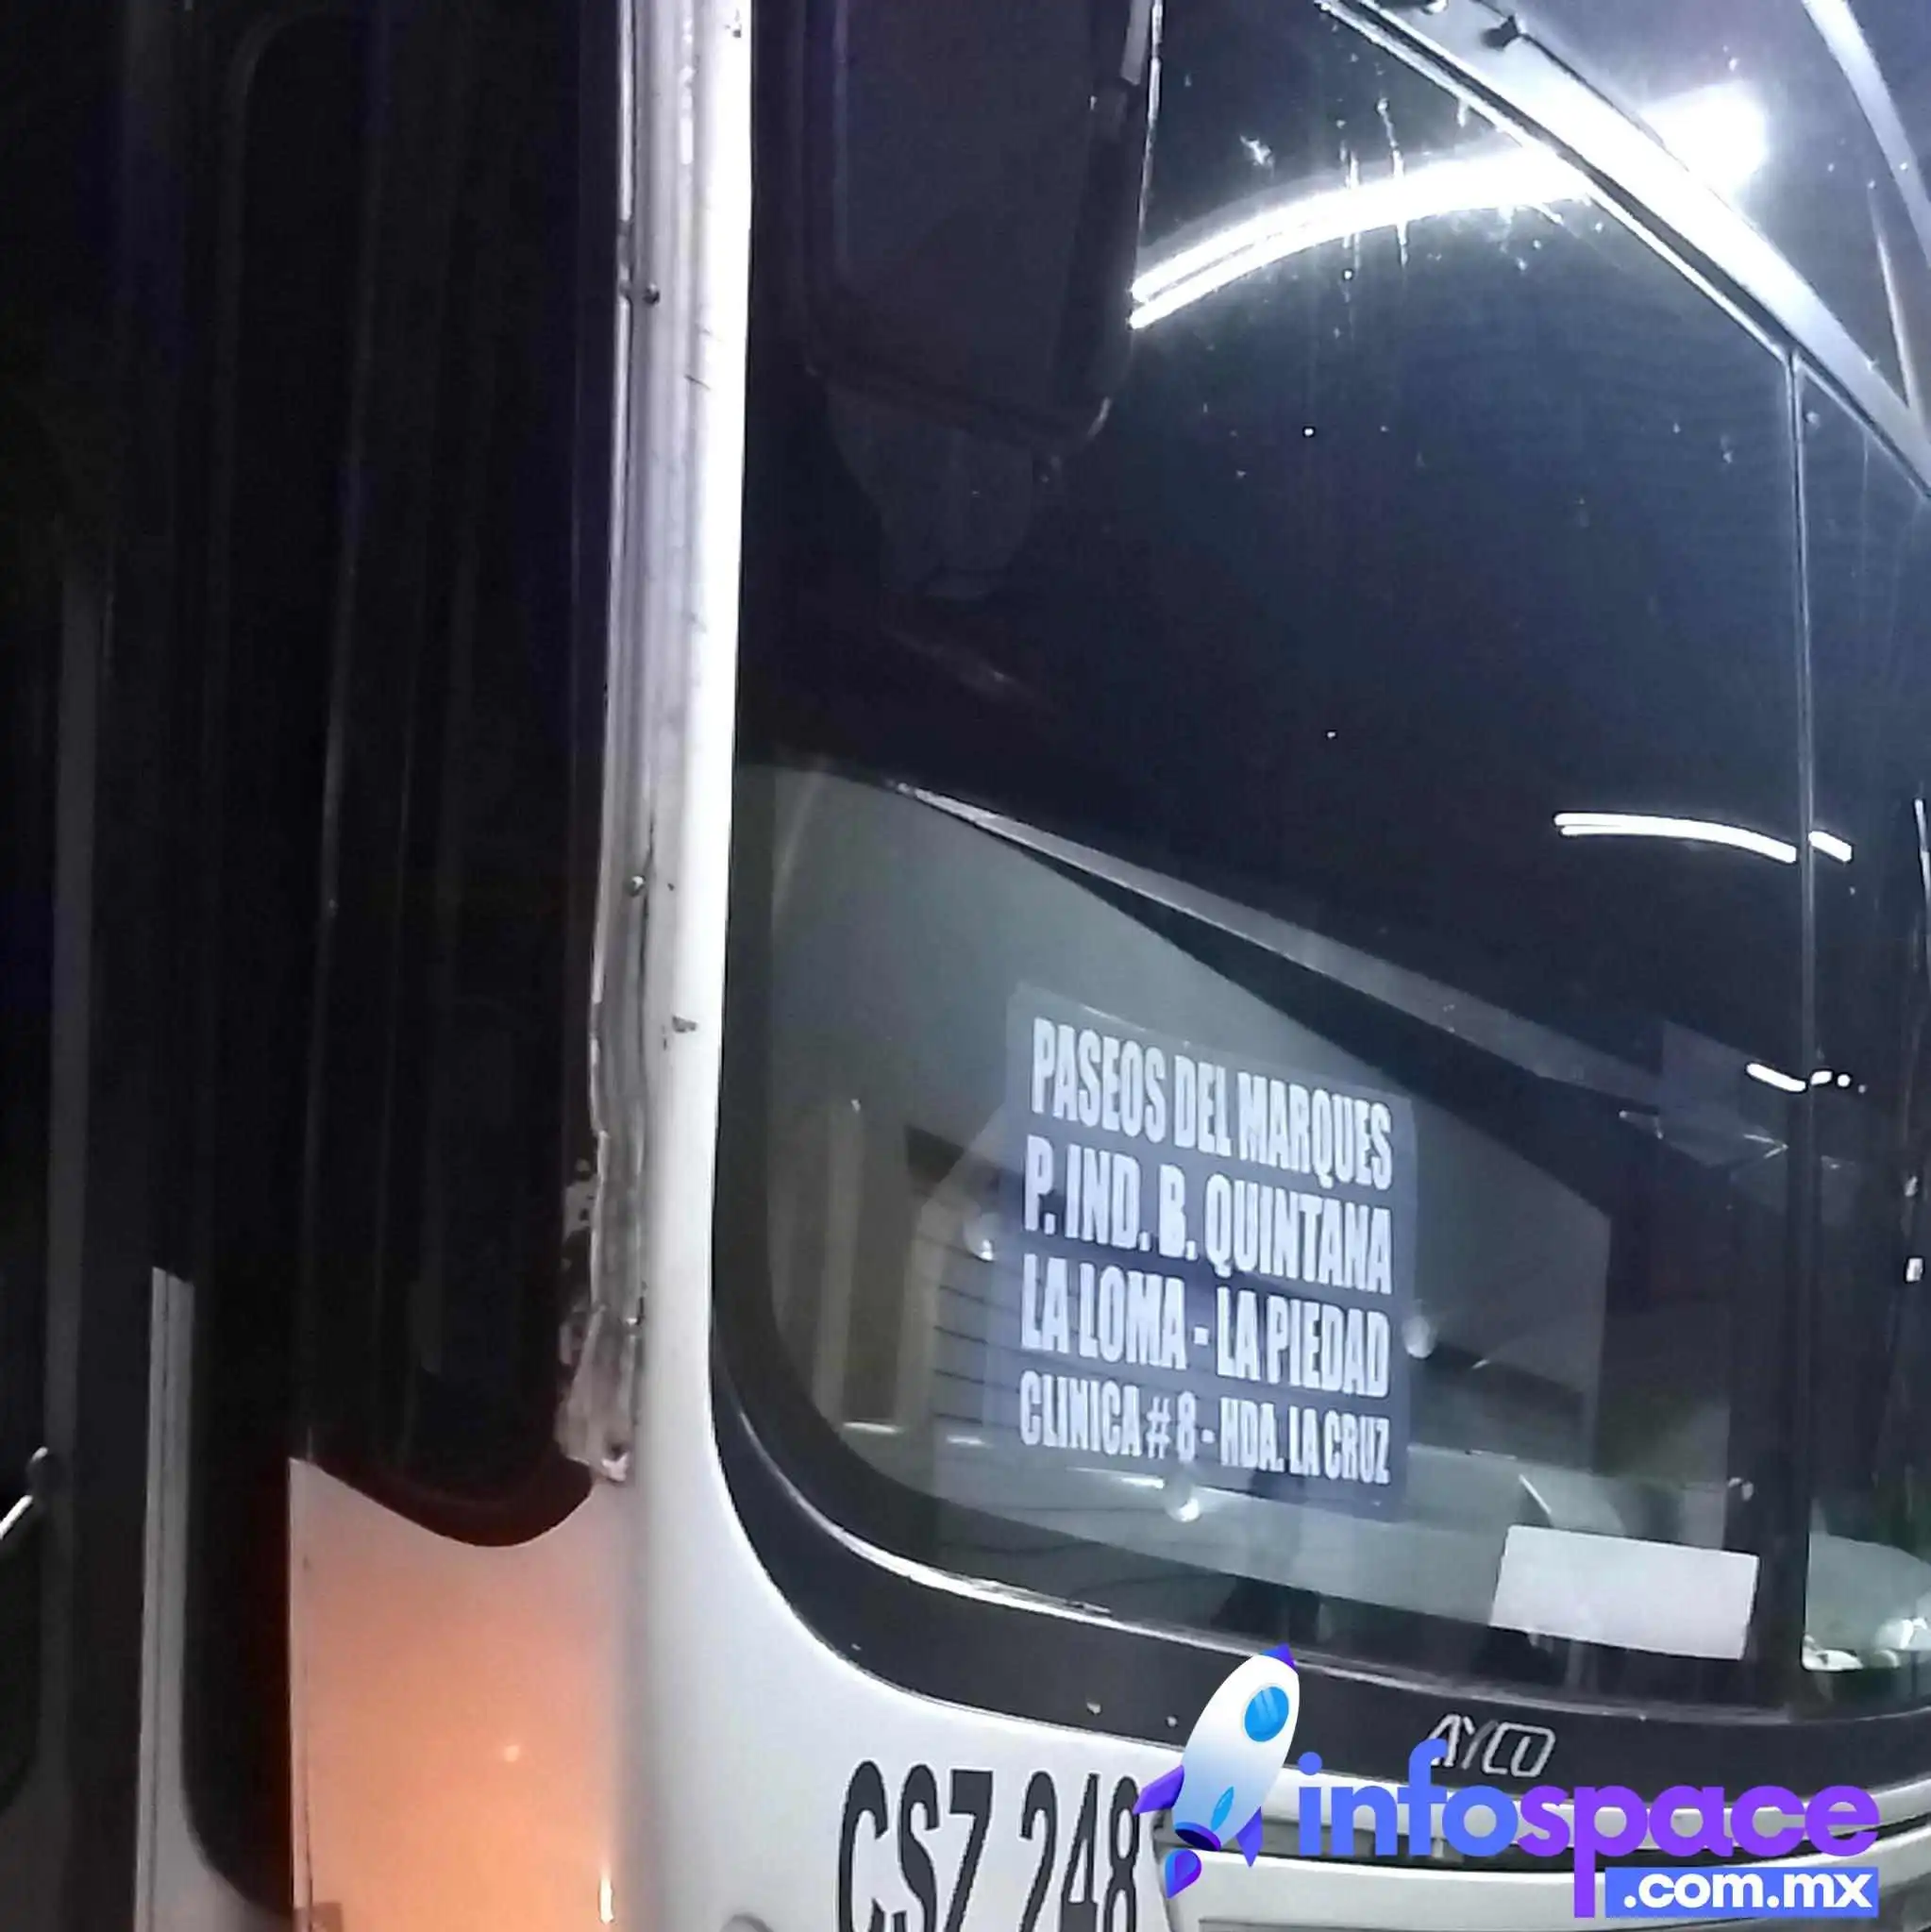 PASEOS DEL MARQUES
P. IND. B. QUINTANA
LA LOMA - LA PIEDAD
CLINICA # 8 - HDA. LA CRUZ
AYCO
CSZ 248
infospace
.com.mx